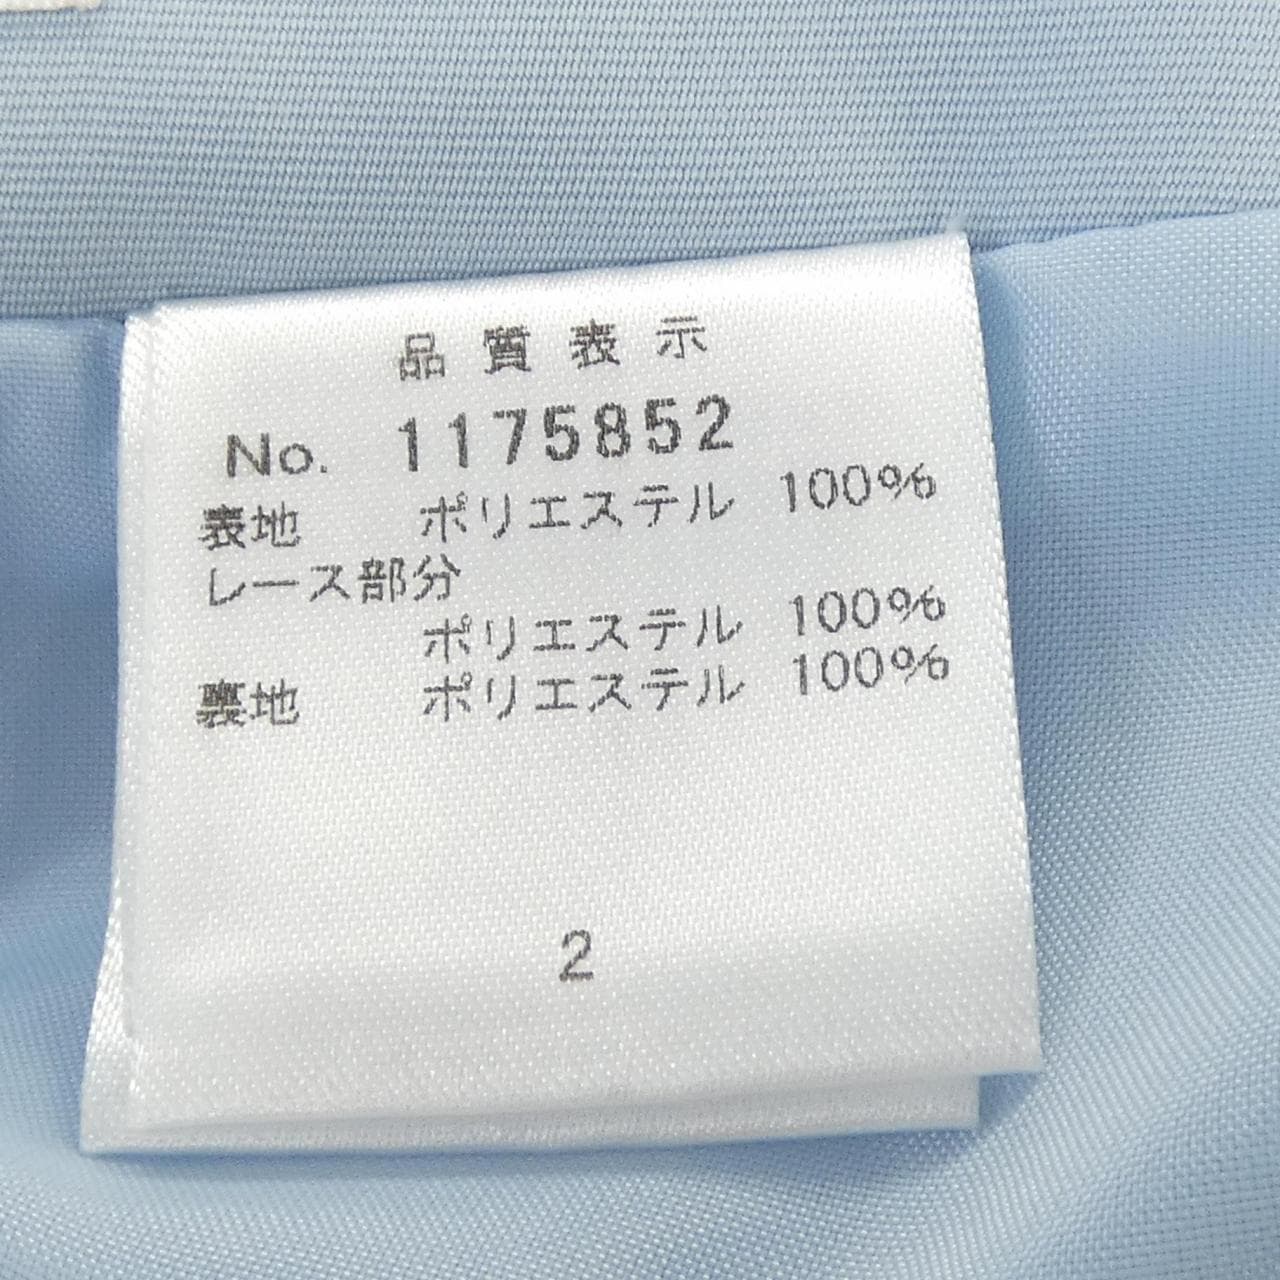 品質表示
No. 1175852
表地 ポリエステル 100%
レース部分
ポリエステル 100%
裏地 ポリエステル 100%
2